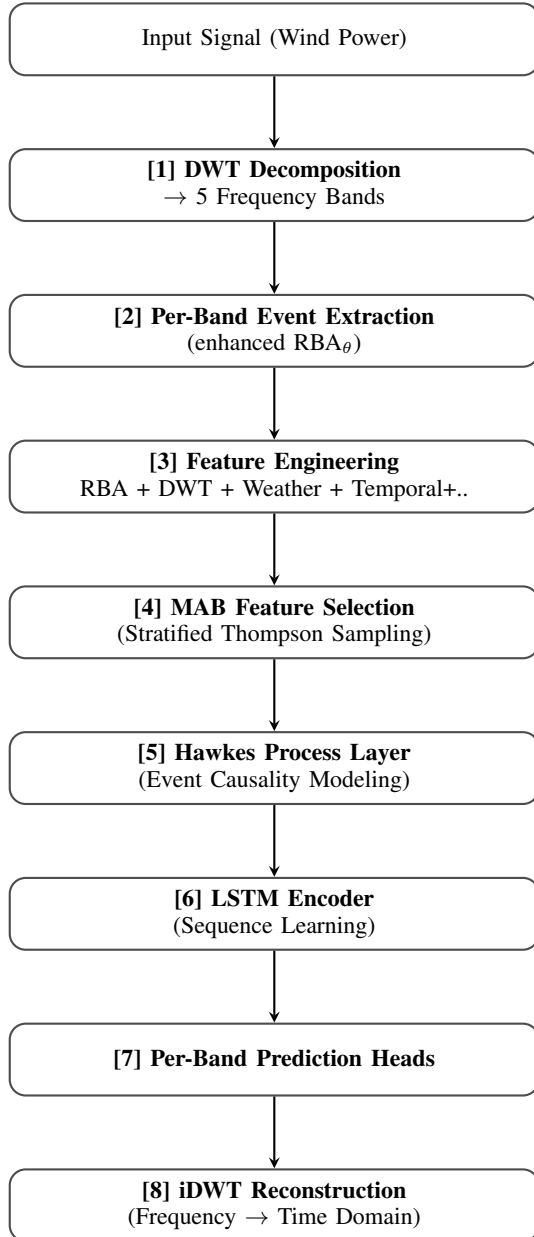 Input Signal (Wind Power)
[1] DWT Decomposition
→ 5 Frequency Bands
[2] Per-Band Event Extraction
(enhanced RBA_θ)
[3] Feature Engineering
RBA + DWT + Weather + Temporal+..
[4] MAB Feature Selection
(Stratified Thompson Sampling)
[5] Hawkes Process Layer
(Event Causality Modeling)
[6] LSTM Encoder
(Sequence Learning)
[7] Per-Band Prediction Heads
[8] iDWT Reconstruction
(Frequency → Time Domain)